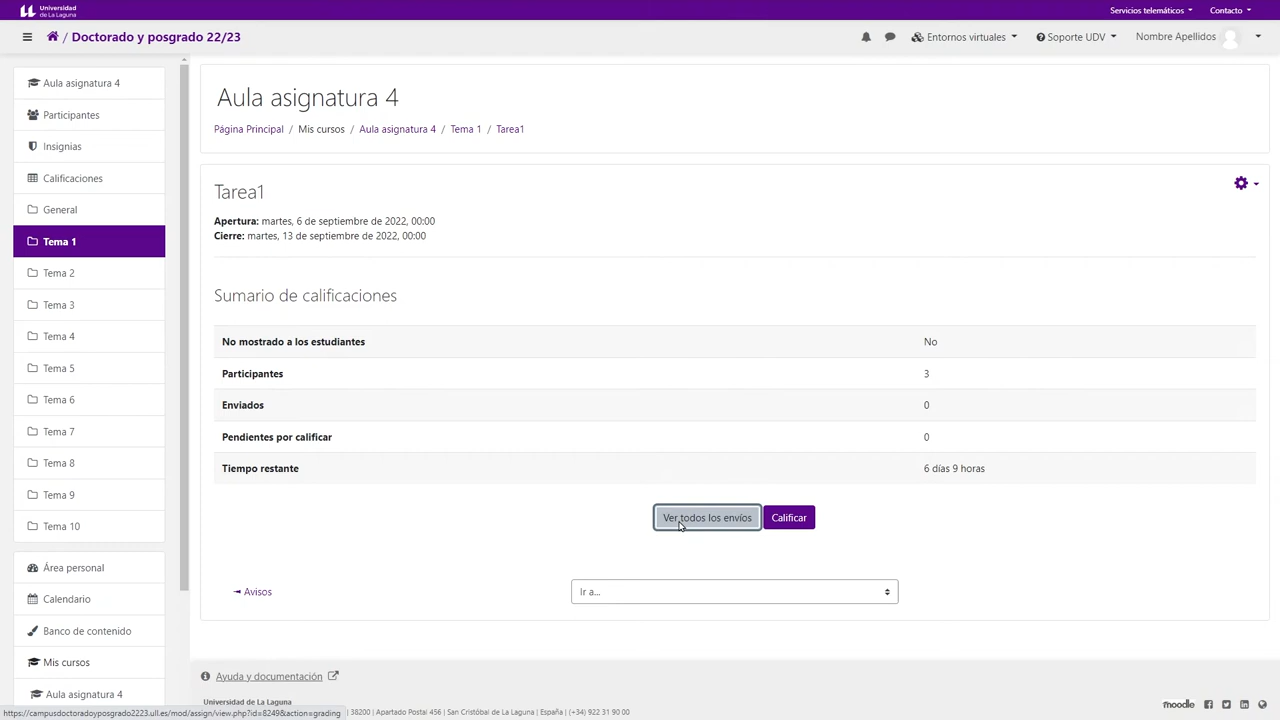 Universidad
de La Laguna
Servicios telemáticos
Contacto
/ Doctorado y posgrado 22/23
Entornos virtuales
Soporte UDV
Nombre Apellidos
Aula asignatura 4
Participantes
Insignias
Calificaciones
General
Tema 1
Tema 2
Tema 3
Tema 4
Tema 5
Tema 6
Tema 7
Tema 8
Tema 9
Tema 10
Área personal
Calendario
Banco de contenido
Mis cursos
Aula asignatura 4
Aula asignatura 4
Página Principal / Mis cursos / Aula asignatura 4 / Tema 1 / Tarea1
Tarea1
Apertura: martes, 6 de septiembre de 2022, 00:00
Cierre: martes, 13 de septiembre de 2022, 00:00
Sumario de calificaciones
No mostrado a los estudiantes No
Participantes 3
Enviados 0
Pendientes por calificar 0
Tiempo restante 6 días 9 horas
Ver todos los envíos
Calificar
Avisos
Ir a...
Ayuda y documentación
Universidad de La Laguna
https://campusdoctoradoyposgrado2223.ull.es/mod/assign/view.php?id=8249&action=grading
| 38200 | Apartado Postal 456 | San Cristóbal de La Laguna | España | (+34) 922 31 90 00
moodle